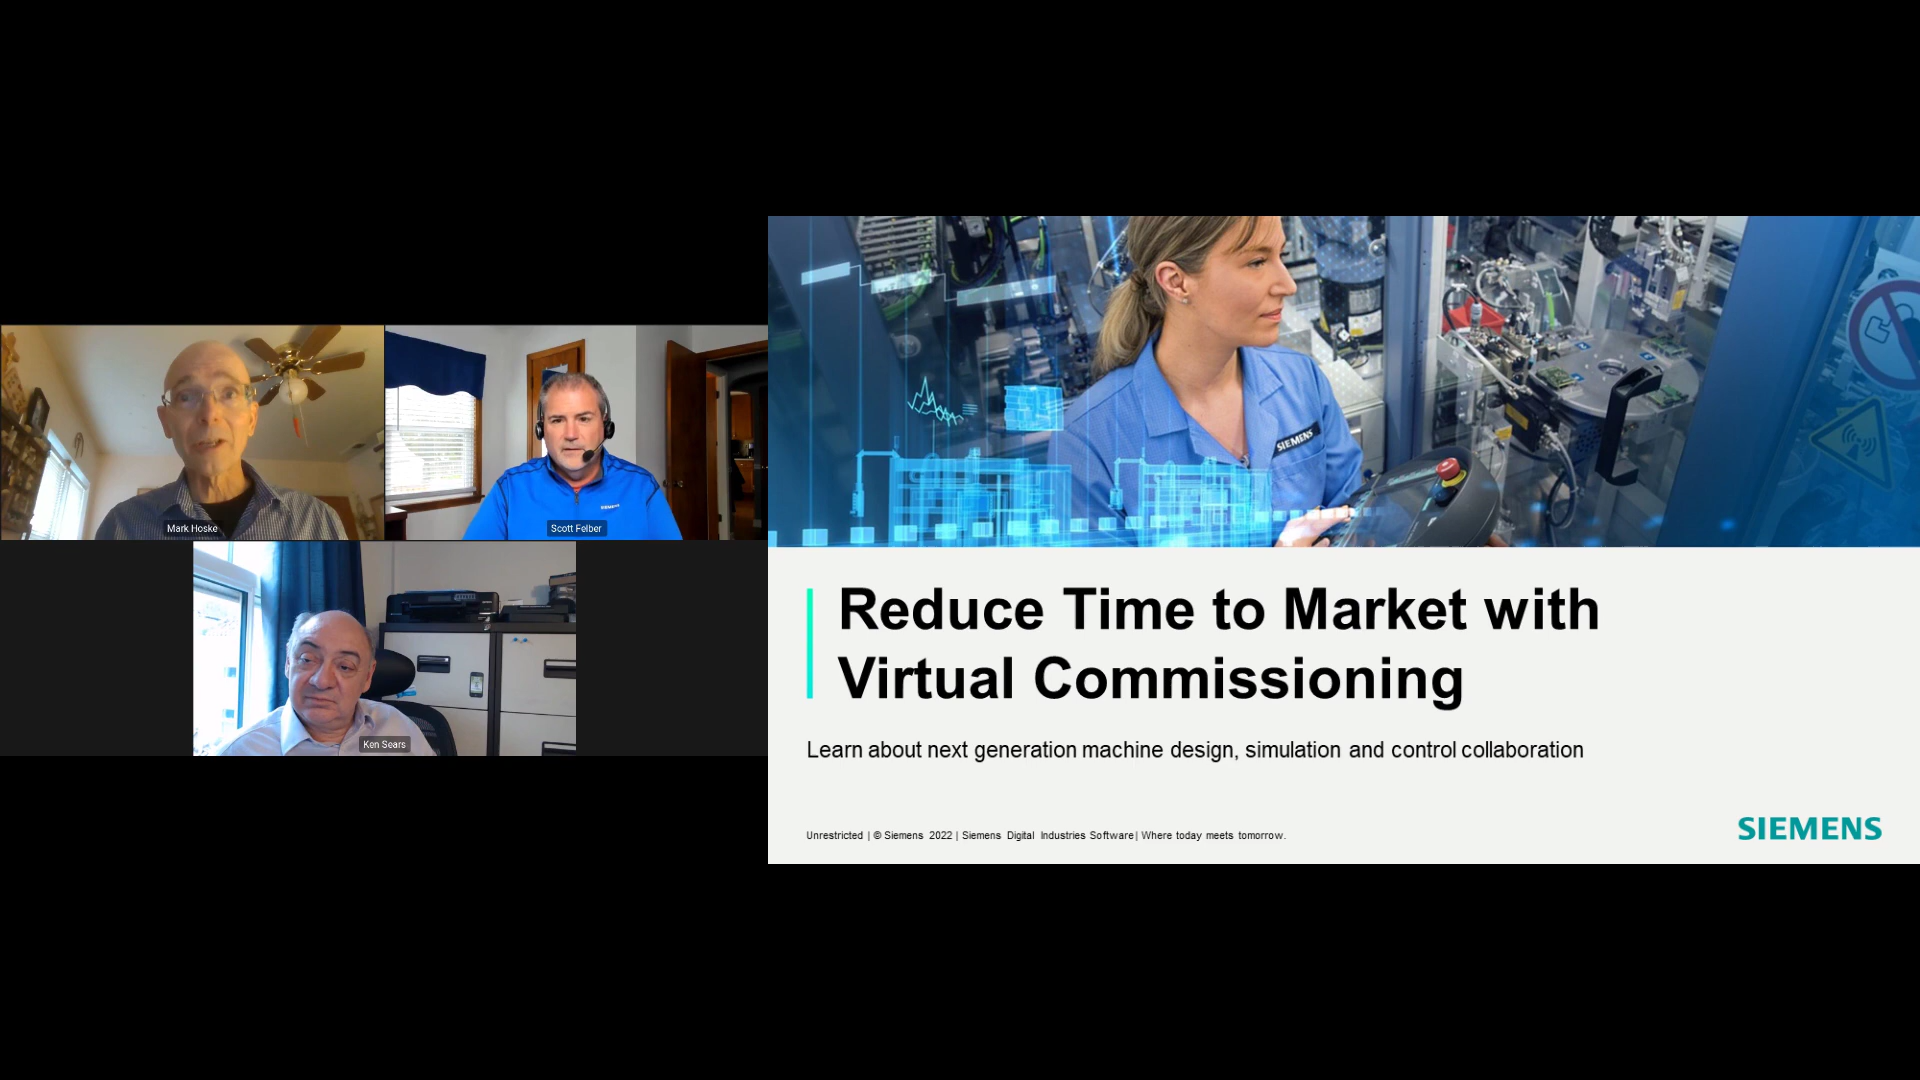 Mark Hoske
Scott Felber
Ken Sears
SIEMENS
SIEMENS
Reduce Time to Market with
Virtual Commissioning
Learn about next generation machine design, simulation and control collaboration
Unrestricted | © Siemens 2022 | Siemens Digital Industries Software | Where today meets tomorrow.
SIEMENS